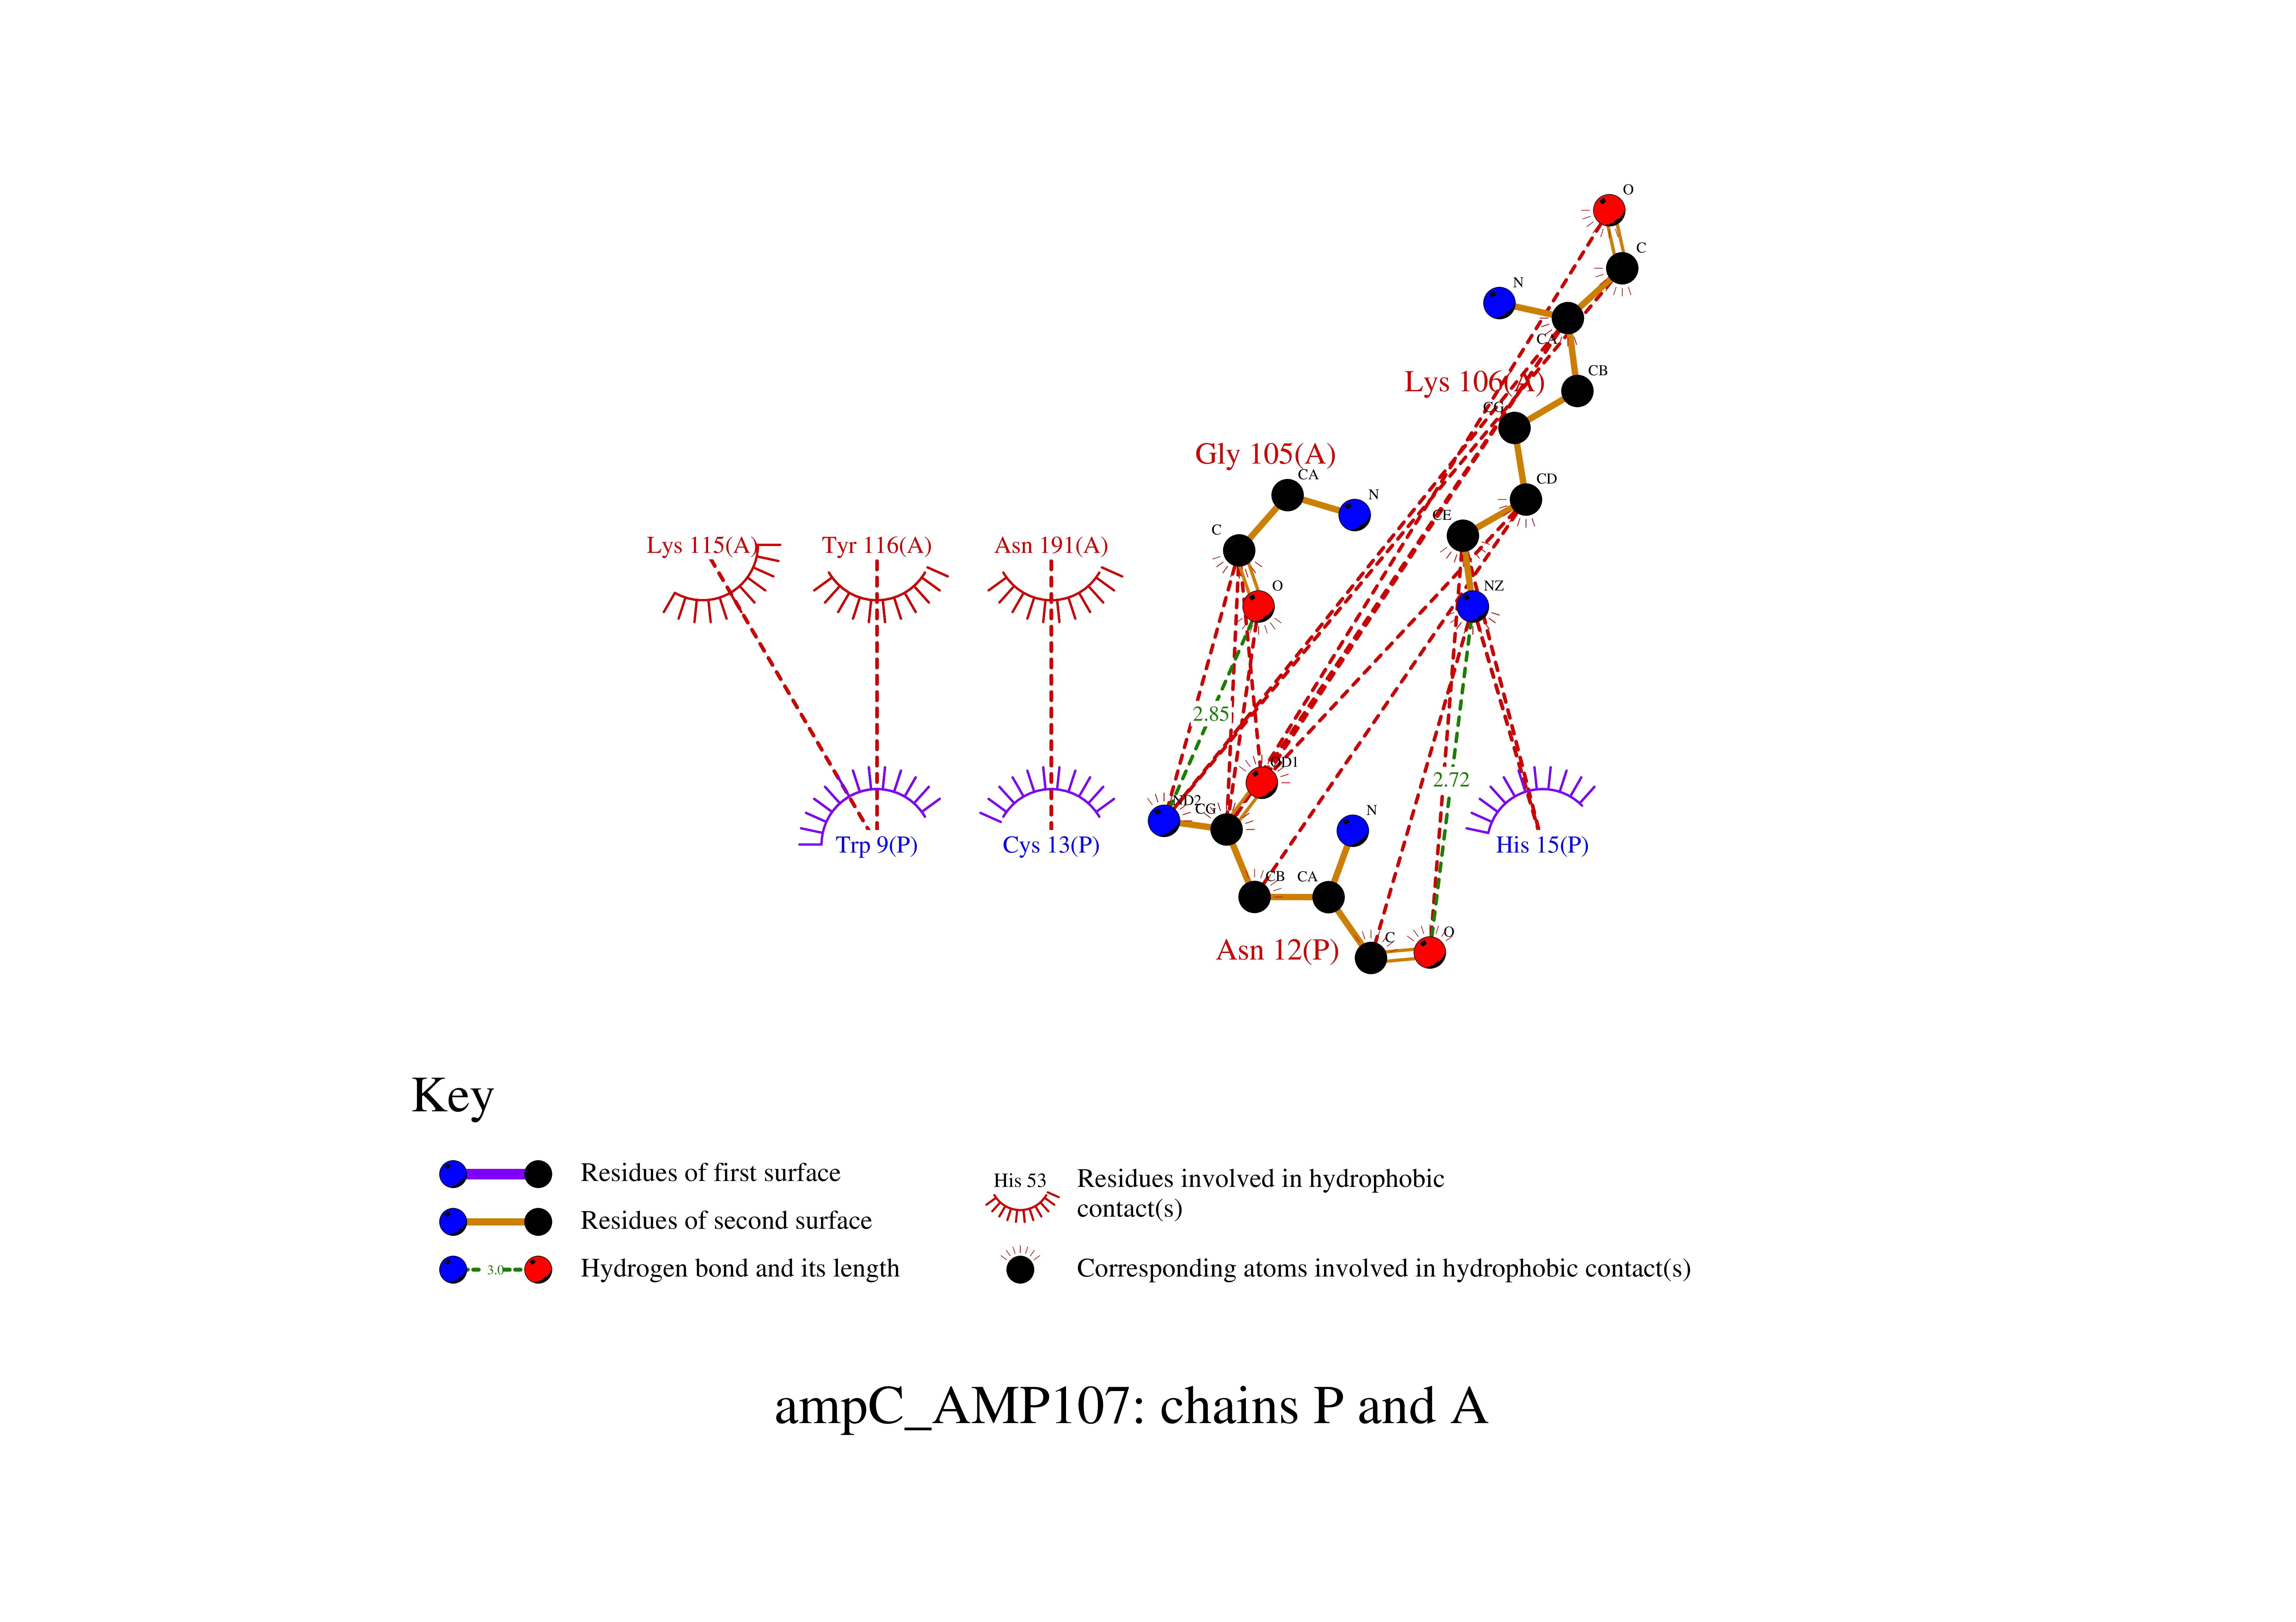 O
C
N
CA
CB
Lys 106(A)
CG
Gly 105(A)
CA
N
CD
CE
C
Lys 115(A)
Tyr 116(A)
Asn 191(A)
O
NZ
2.85
OD1
2.72
ND2
CG
N
Trp 9(P)
Cys 13(P)
His 15(P)
CB
CA
C
O
Asn 12(P)
Key
Residues of first surface
Residues of second surface
3.0
Hydrogen bond and its length
His 53
Residues involved in hydrophobic
contact(s)
Corresponding atoms involved in hydrophobic contact(s)
ampC_AMP107: chains P and A